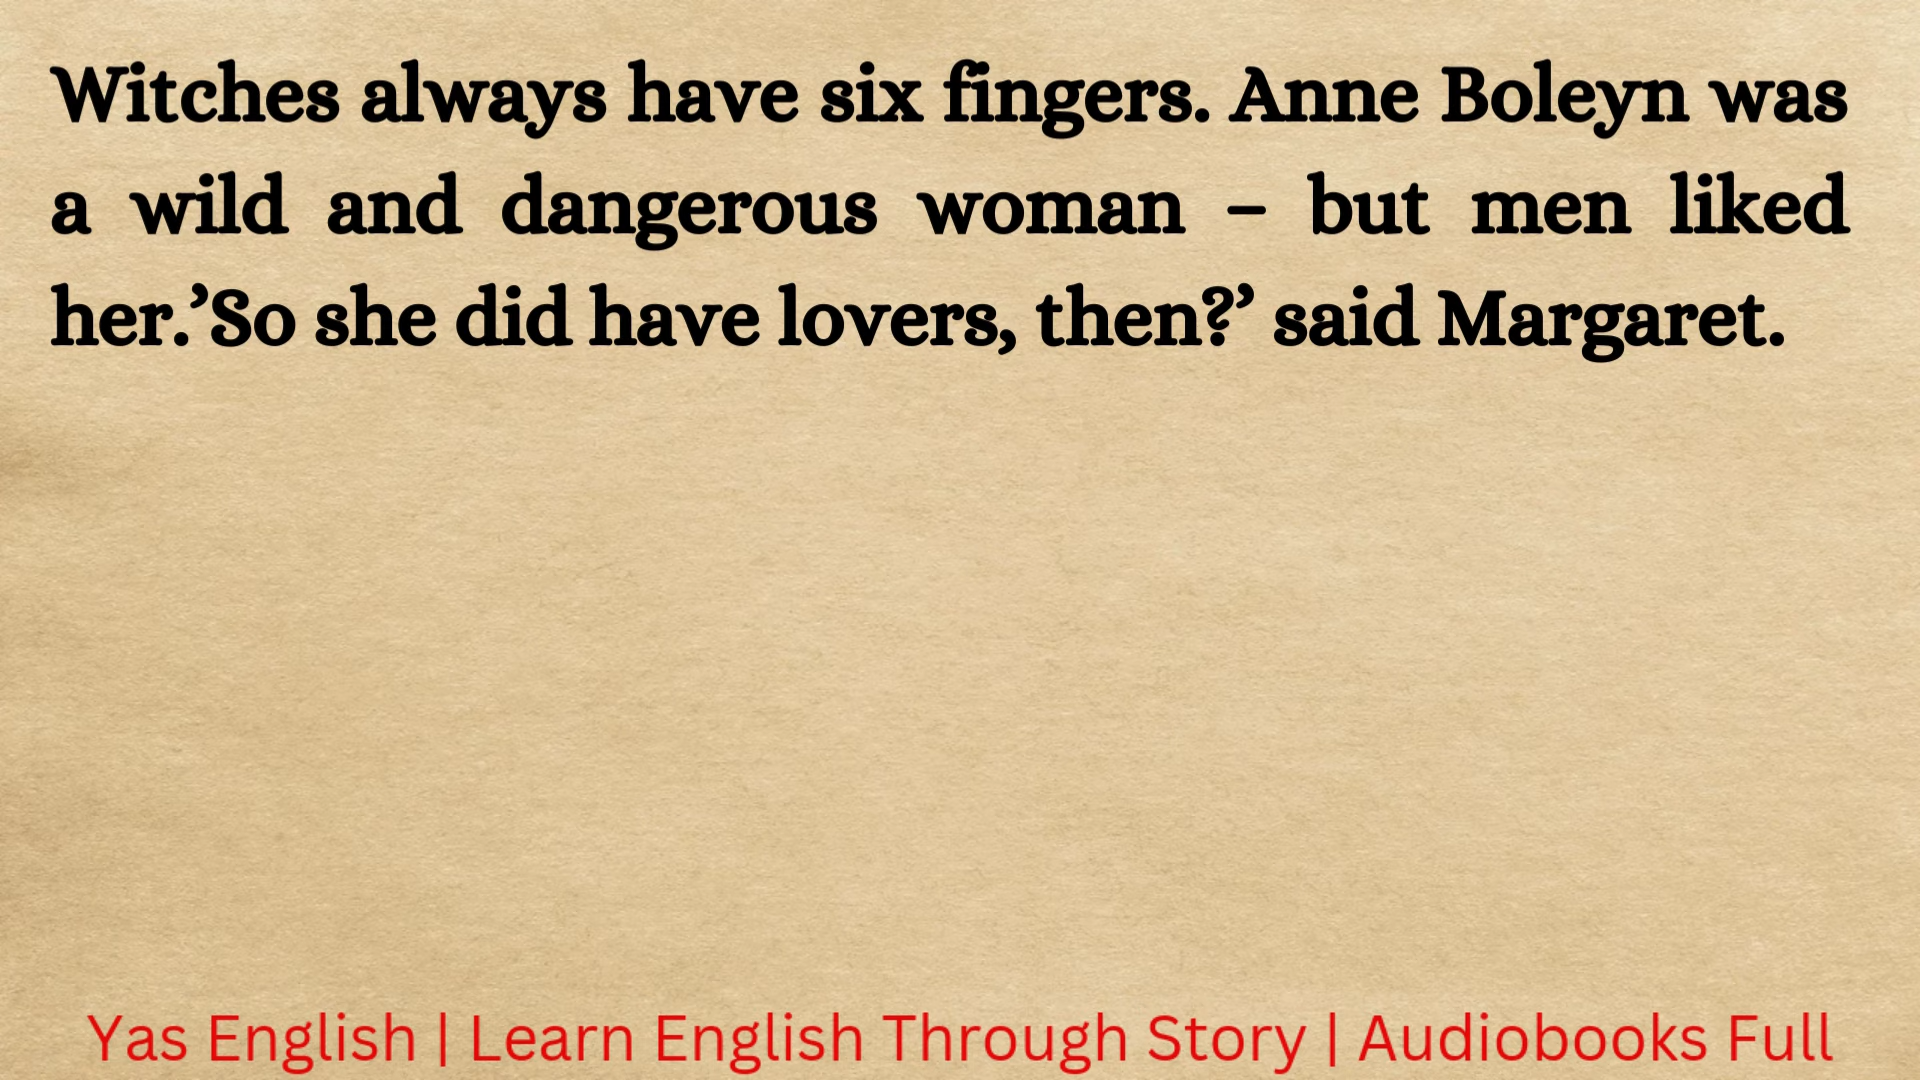 Witches always have six fingers. Anne Boleyn was
a wild and dangerous woman – but men liked
her.’So she did have lovers, then?’ said Margaret.
Yas English | Learn English Through Story | Audiobooks Full